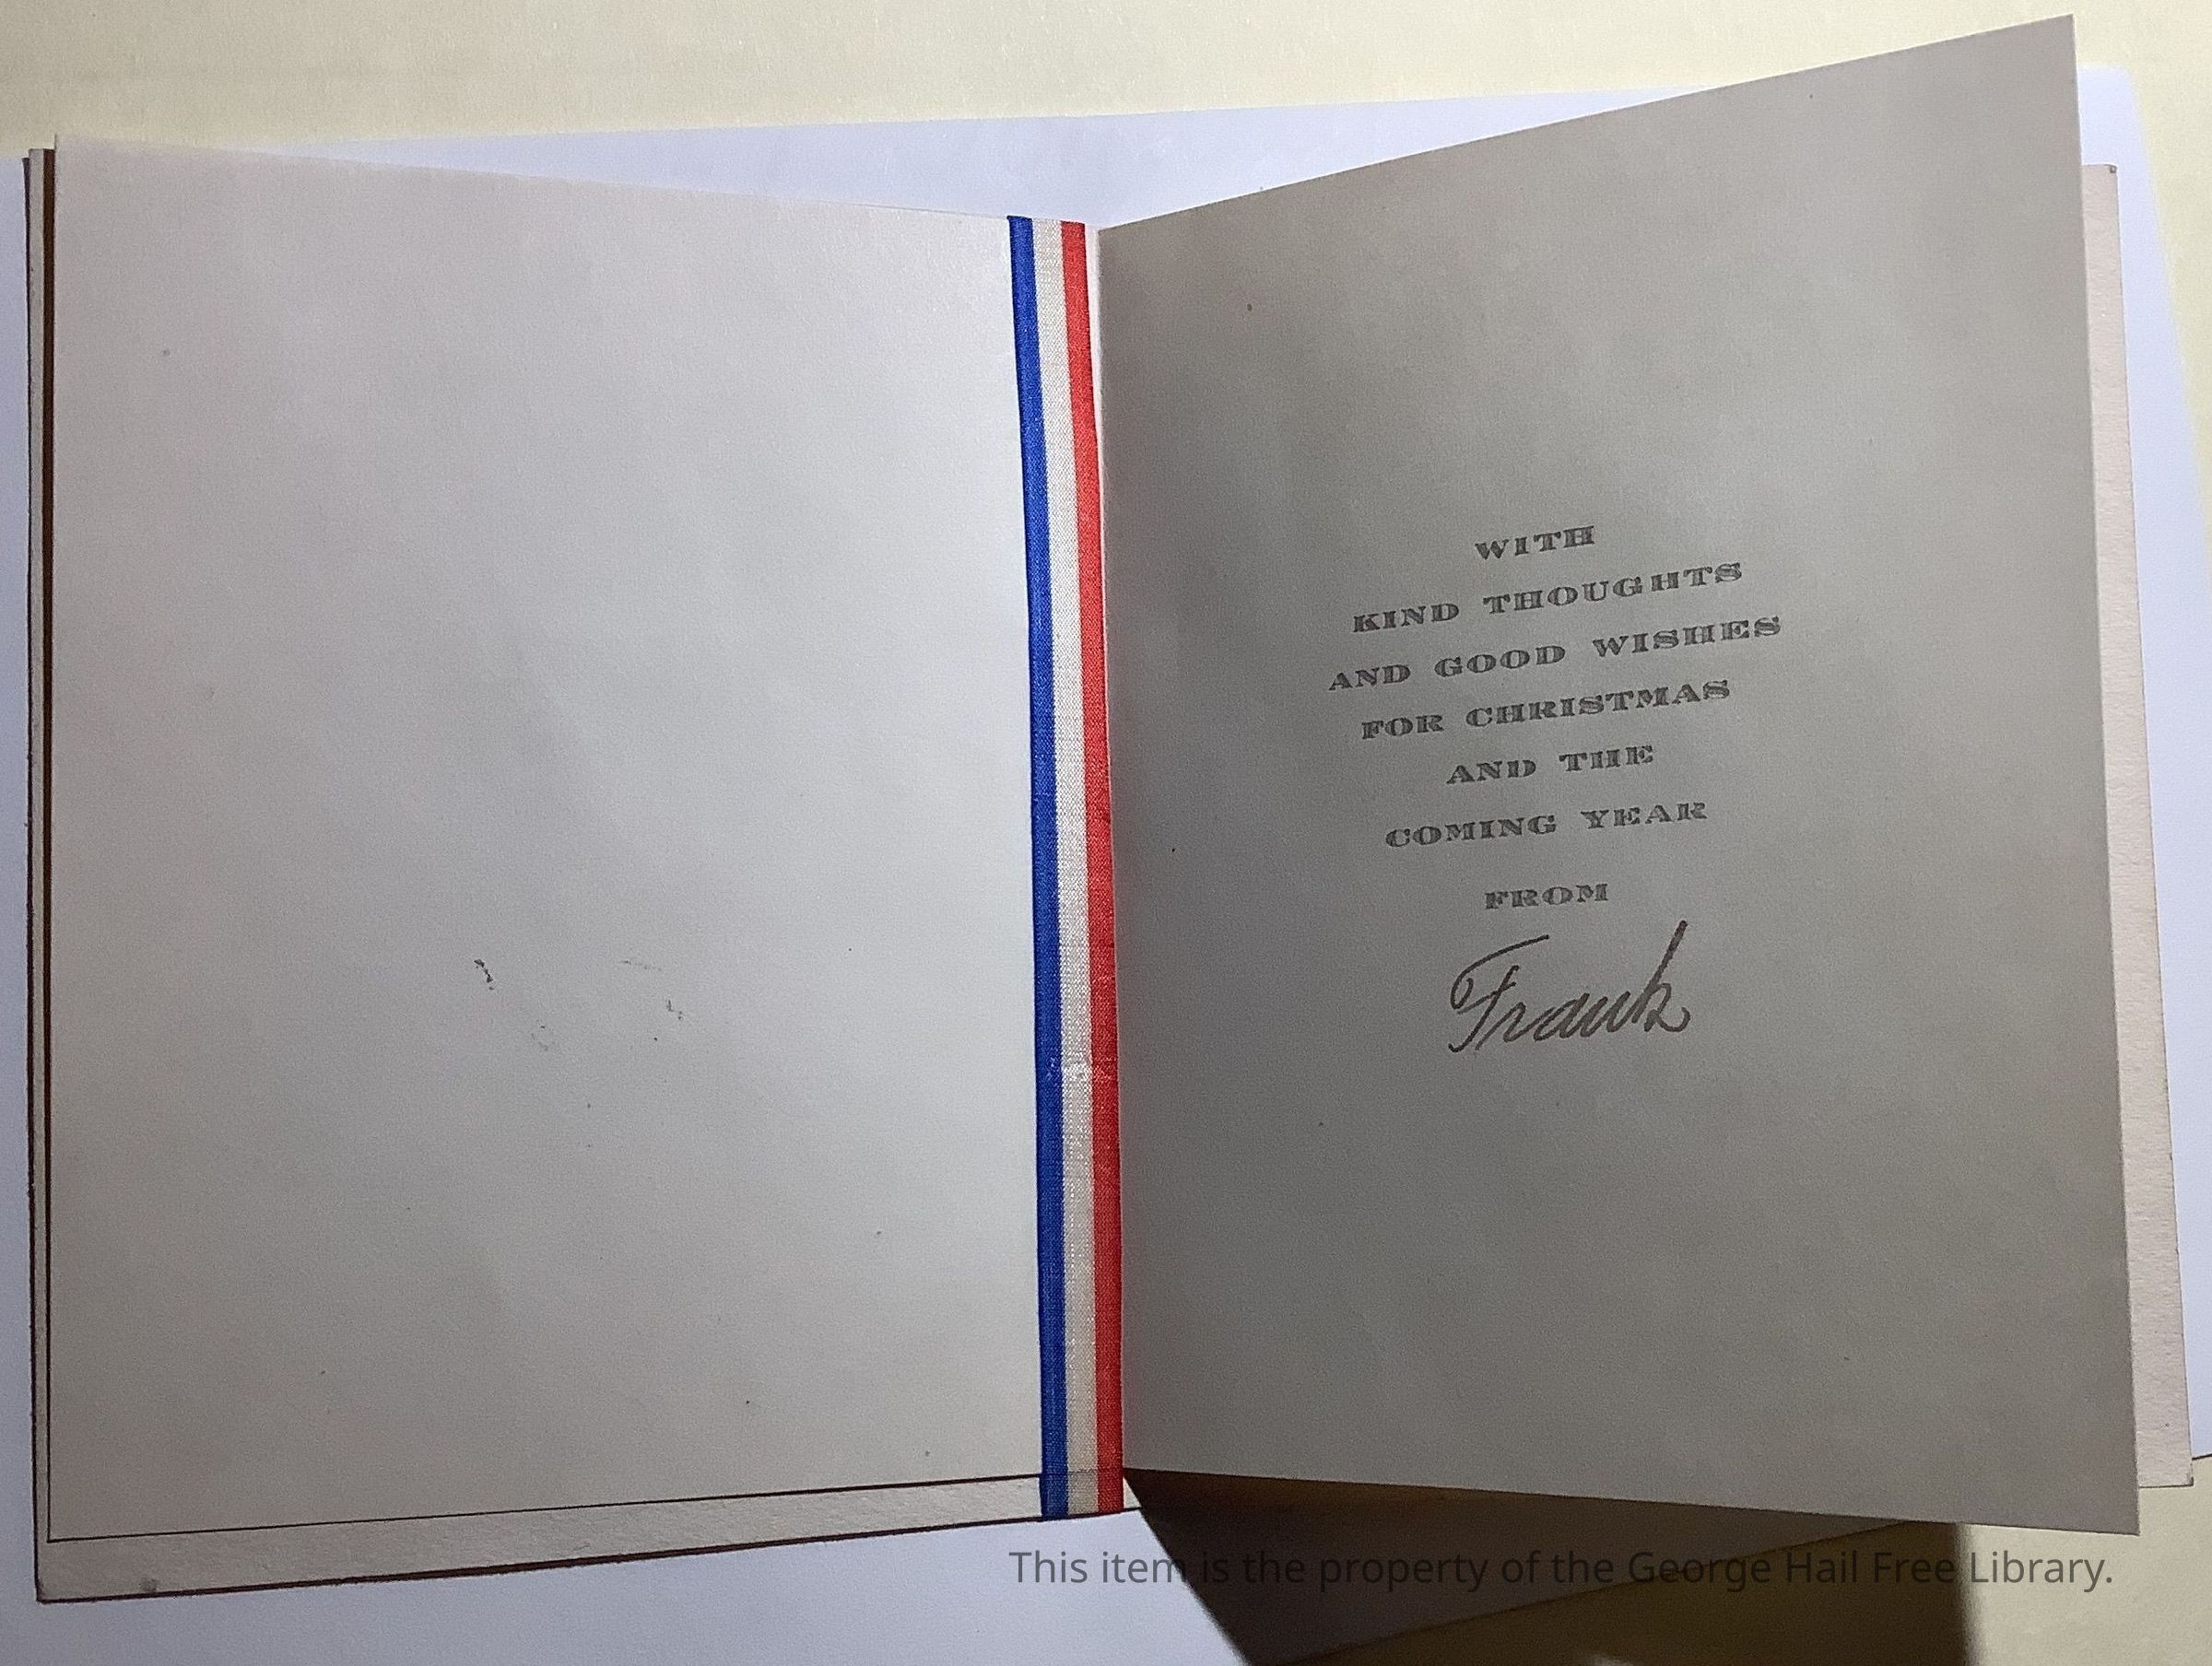 WITH
KIND THOUGHTS
AND GOOD WISHES
FOR CHRISTMAS
AND THE
COMING YEAR
FROM
Frank
This item is the property of the George Hail Free Library.